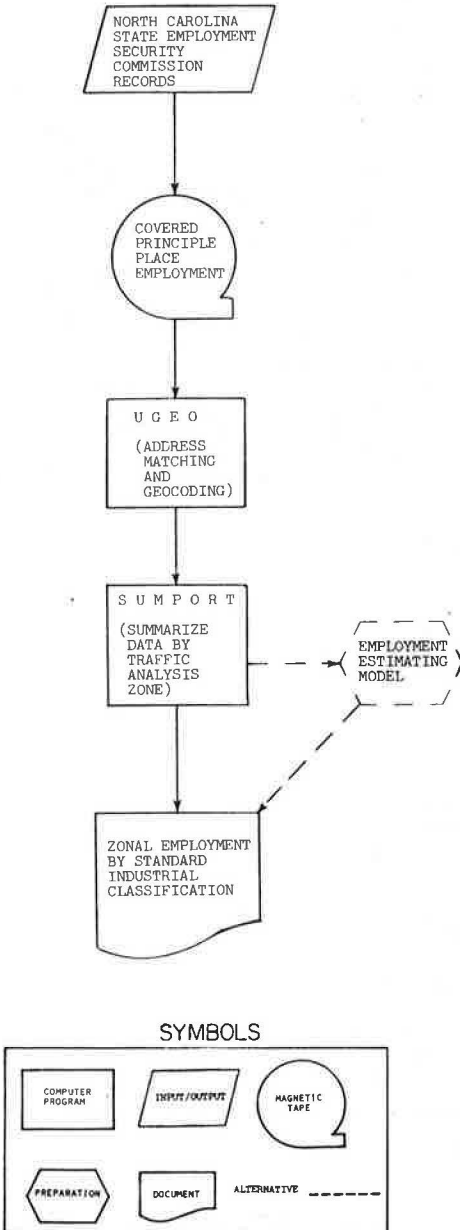 NORTH CAROLINA
STATE EMPLOYMENT
SECURITY
COMMISSION
RECORDS
COVERED
PRINCIPLE
PLACE
EMPLOYMENT
U G E O
(ADDRESS
MATCHING
AND
GEOCODING)
S U M P O R T
(SUMMARIZE
DATA BY
TRAFFIC
ANALYSIS
ZONE)
EMPLOYMENT
ESTIMATING
MODEL
ZONAL EMPLOYMENT
BY STANDARD
INDUSTRIAL
CLASSIFICATION
SYMBOLS
COMPUTER
PROGRAM
INPUT/OUTPUT
MAGNETIC
TAPE
PREPARATION
DOCUMENT
ALTERNATIVE